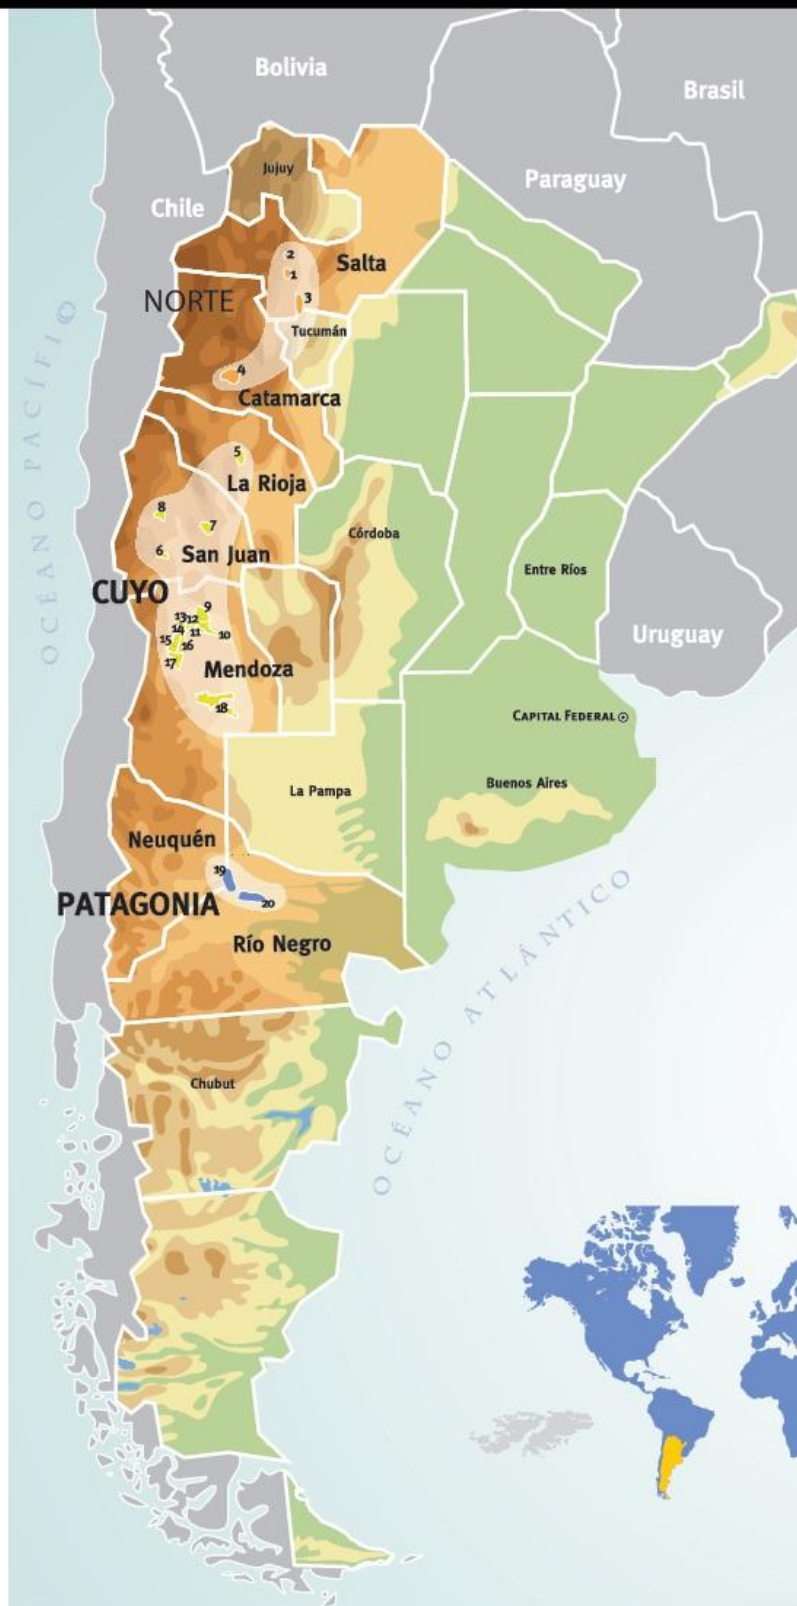 Bolivia
Brasil
Jujuy
Paraguay
Chile
2
Salta
1
NORTE
3
Tucumán
4
Catamarca
5
La Rioja
8
7
Córdoba
6
San Juan
Entre Ríos
CUYO
9
13
12
14
11
10
15
16
Uruguay
17
Mendoza
18
CAPITAL FEDERAL
Buenos Aires
La Pampa
Neuquén
19
PATAGONIA
20
Río Negro
Chubut
OCÉANO PACÍFICO
OCÉANO ATLÁNTICO